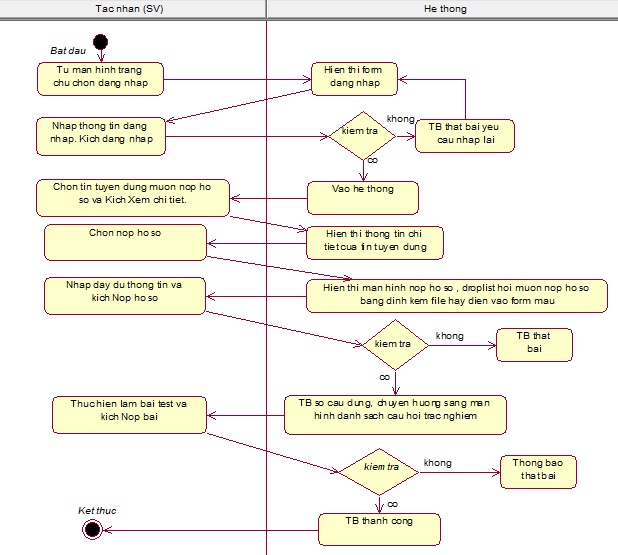 Tac nhan (SV)
He thong
Bat dau
Tu man hinh trang
chu chon dang nhap
Hien thi form
dang nhap
Nhap thong tin dang
nhap. Kich dang nhap
kiem tra
khong
TB that bai yeu
cau nhap lai
co
Chon tin tuyen dung muon nop ho
so va Kich Xem chi tiet.
Vao he thong
Chon nop ho so
Hien thi thong tin chi
tiet cua tin tuyen dung
Nhap day du thong tin va
kich Nop ho so
Hien thi man hinh nop ho so , droplist hoi muon nop ho so
bang dinh kem file hay dien vao form mau
kiem tra
khong
TB that
bai
co
Thuc hien lam bai test va
kich Nop bai
TB so cau dung, chuyen huong sang man
hinh danh sach cau hoi trac nghiem
kiem tra
khong
Thong bao
that bai
co
Ket thuc
TB thanh cong